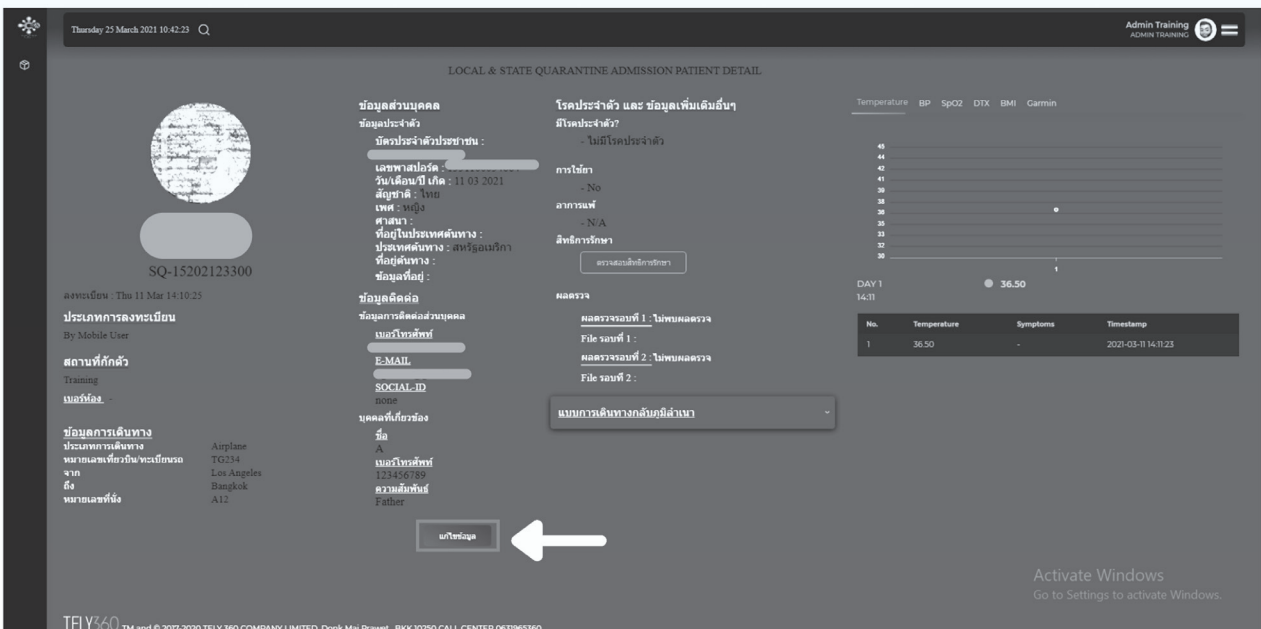 Thursday 25 March 2021 10:42:23
Admin Training
ADMIN TRAINING
LOCAL & STATE QUARANTINE ADMISSION PATIENT DETAIL
SQ-15202123300
ลงทะเบียน : Thu 11 Mar 14:10:25
ประเภทการลงทะเบียน
By Mobile User
สถานที่กักตัว
Training
เบอร์ห้อง -
ข้อมูลการเดินทาง
ประเภทการเดินทาง Airplane
หมายเลขเที่ยวบิน/ทะเบียนรถ TG234
จาก Los Angeles
ถึง Bangkok
หมายเลขที่นั่ง A12
ข้อมูลส่วนบุคคล
ข้อมูลประจำตัว
บัตรประจำตัวประชาชน :
เลขพาสปอร์ต :
วัน/เดือน/ปี เกิด : 11 03 2021
สัญชาติ : ไทย
เพศ : หญิง
ศาสนา :
ที่อยู่ในประเทศต้นทาง :
ประเทศต้นทาง : สหรัฐอเมริกา
ที่อยู่ต้นทาง :
ข้อมูลที่อยู่ :
ข้อมูลติดต่อ
ข้อมูลการติดต่อส่วนบุคคล
เบอร์โทรศัพท์
E-MAIL
SOCIAL-ID
none
บุคคลที่เกี่ยวข้อง
ชื่อ
A
เบอร์โทรศัพท์
123456789
ความสัมพันธ์
Father
แก้ไขข้อมูล
โรคประจำตัว และ ข้อมูลเพิ่มเติมอื่นๆ
มีโรคประจำตัว?
- ไม่มีโรคประจำตัว
การใช้ยา
- No
อาการแพ้
- N/A
สิทธิการรักษา
ตรวจสอบสิทธิการรักษา
ผลตรวจ
ผลตรวจรอบที่ 1 : ไม่พบผลตรวจ
File รอบที่ 1 :
ผลตรวจรอบที่ 2 : ไม่พบผลตรวจ
File รอบที่ 2 :
แบบการเดินทางกลับภูมิลำเนา
Temperature BP SpO2 DTX BMI Garmin
45
44
42
41
39
38
36
35
33
32
30
1
DAY 1 36.50
14:11
No. Temperature Symptoms Timestamp
1 36.50 - 2021-03-11 14:11:23
Activate Windows
Go to Settings to activate Windows.
TELY360 TM and © 2017-2020 TELY 360 COMPANY LIMITED. Dook Mai Prawet , BKK 10250 CALL CENTER 0631965360